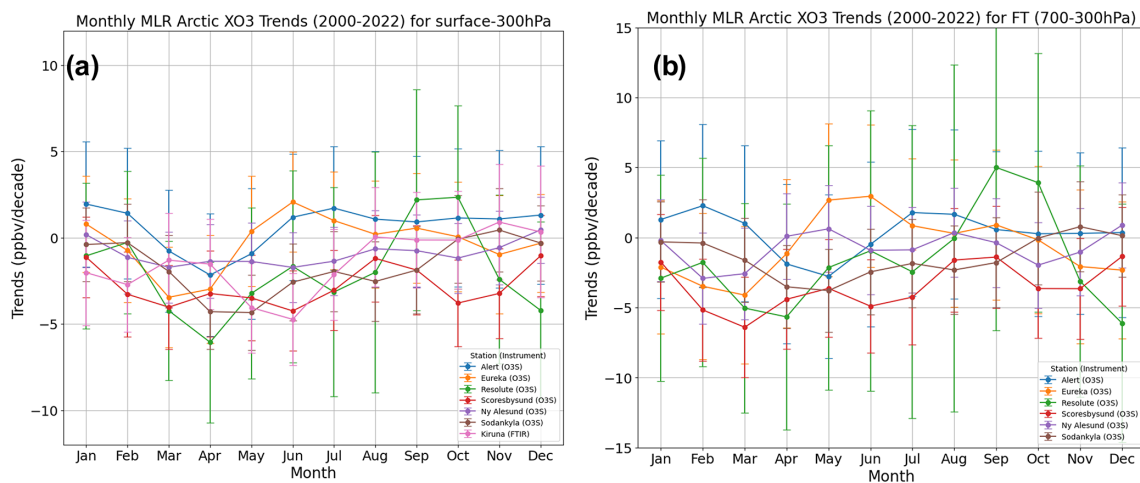 Monthly MLR Arctic XO3 Trends (2000-2022) for surface-300hPa
(a)
Trends (ppbv/decade)
10
5
0
−5
−10
Jan Feb Mar Apr May Jun Jul Aug Sep Oct Nov Dec
Month
Station (Instrument)
Alert (O3S)
Eureka (O3S)
Resolute (O3S)
Scoresbysund (O3S)
Ny Alesund (O3S)
Sodankyla (O3S)
Kiruna (FTIR)
Monthly MLR Arctic XO3 Trends (2000-2022) for FT (700-300hPa)
(b)
Trends (ppbv/decade)
15
10
5
0
−5
−10
−15
Jan Feb Mar Apr May Jun Jul Aug Sep Oct Nov Dec
Month
Station (Instrument)
Alert (O3S)
Eureka (O3S)
Resolute (O3S)
Scoresbysund (O3S)
Ny Alesund (O3S)
Sodankyla (O3S)